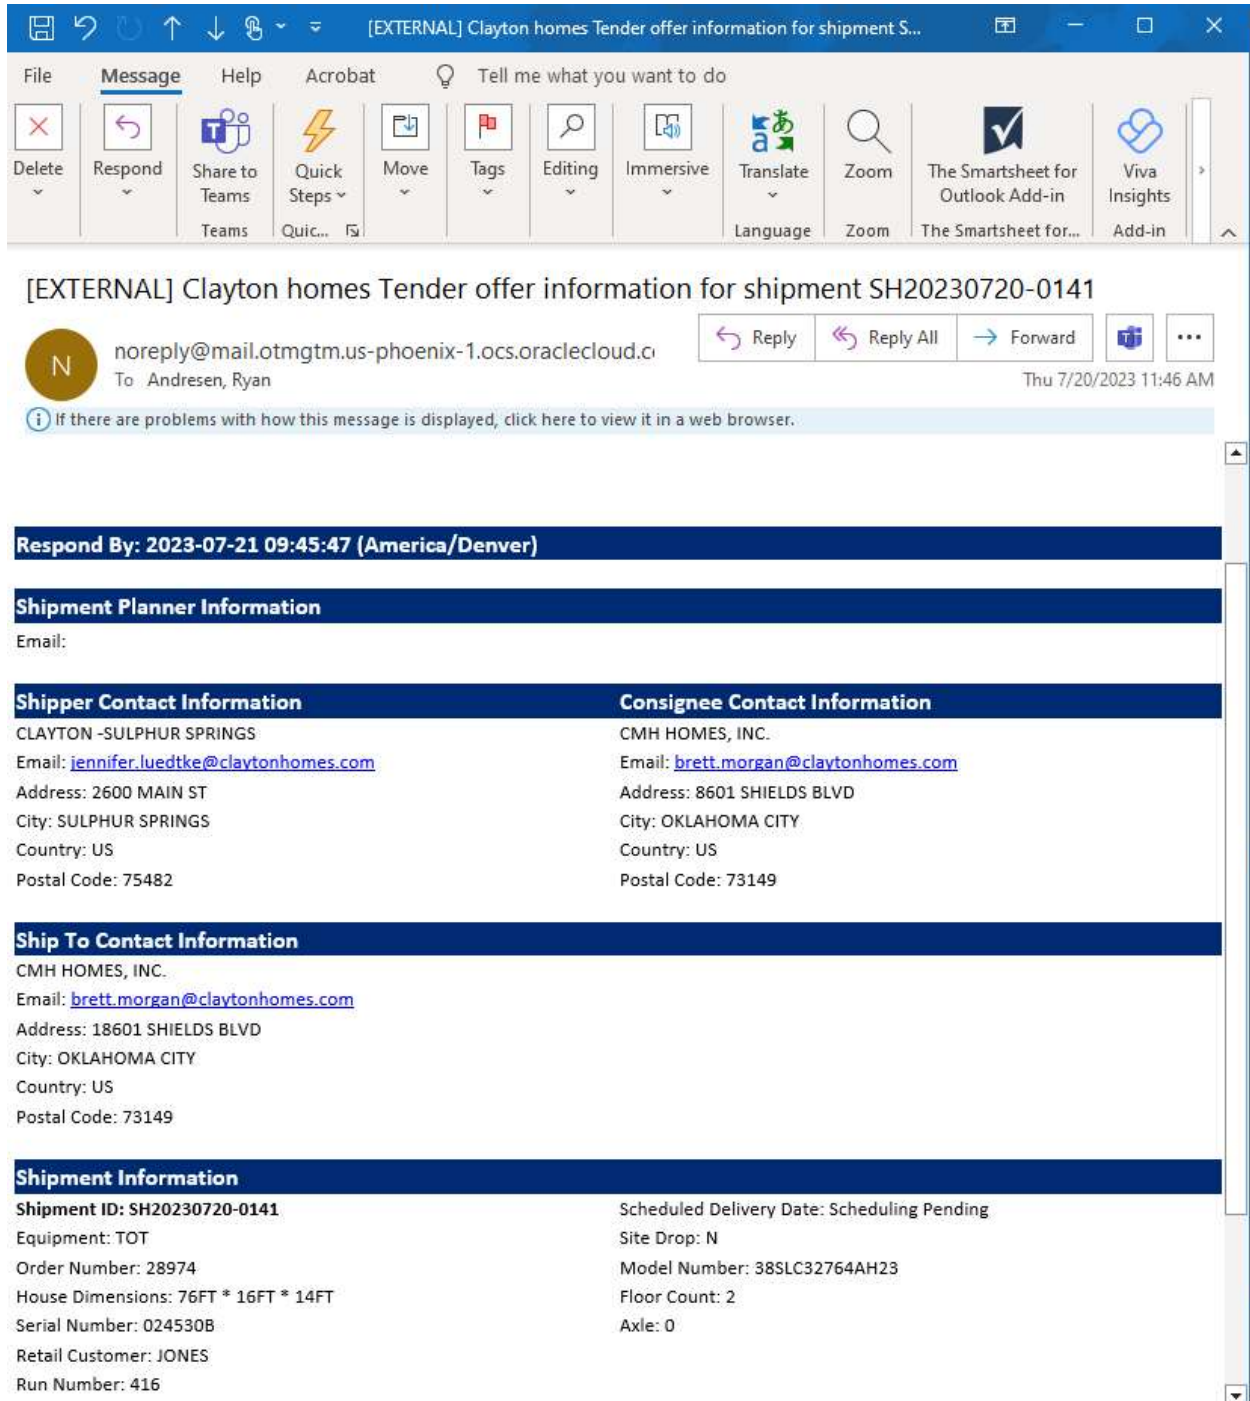 [EXTERNAL] Clayton homes Tender offer information for shipment S...
File Message Help Acrobat Tell me what you want to do
Delete Respond Share to Teams Quick Steps Move Tags Editing Immersive Translate Zoom The Smartsheet for Outlook Add-in Viva Insights
Teams Quic... Language Zoom The Smartsheet for... Add-in
[EXTERNAL] Clayton homes Tender offer information for shipment SH20230720-0141
N
noreply@mail.otmgtm.us-phoenix-1.ocs.oraclecloud.c
Reply Reply All Forward
To Andresen, Ryan
Thu 7/20/2023 11:46 AM
If there are problems with how this message is displayed, click here to view it in a web browser.
Respond By: 2023-07-21 09:45:47 (America/Denver)
Shipment Planner Information
Email:
Shipper Contact Information
CLAYTON -SULPHUR SPRINGS
Email: jennifer.luedtke@claytonhomes.com
Address: 2600 MAIN ST
City: SULPHUR SPRINGS
Country: US
Postal Code: 75482
Consignee Contact Information
CMH HOMES, INC.
Email: brett.morgan@claytonhomes.com
Address: 8601 SHIELDS BLVD
City: OKLAHOMA CITY
Country: US
Postal Code: 73149
Ship To Contact Information
CMH HOMES, INC.
Email: brett.morgan@claytonhomes.com
Address: 18601 SHIELDS BLVD
City: OKLAHOMA CITY
Country: US
Postal Code: 73149
Shipment Information
Shipment ID: SH20230720-0141
Equipment: TOT
Order Number: 28974
House Dimensions: 76FT * 16FT * 14FT
Serial Number: 024530B
Retail Customer: JONES
Run Number: 416
Scheduled Delivery Date: Scheduling Pending
Site Drop: N
Model Number: 38SLC32764AH23
Floor Count: 2
Axle: 0